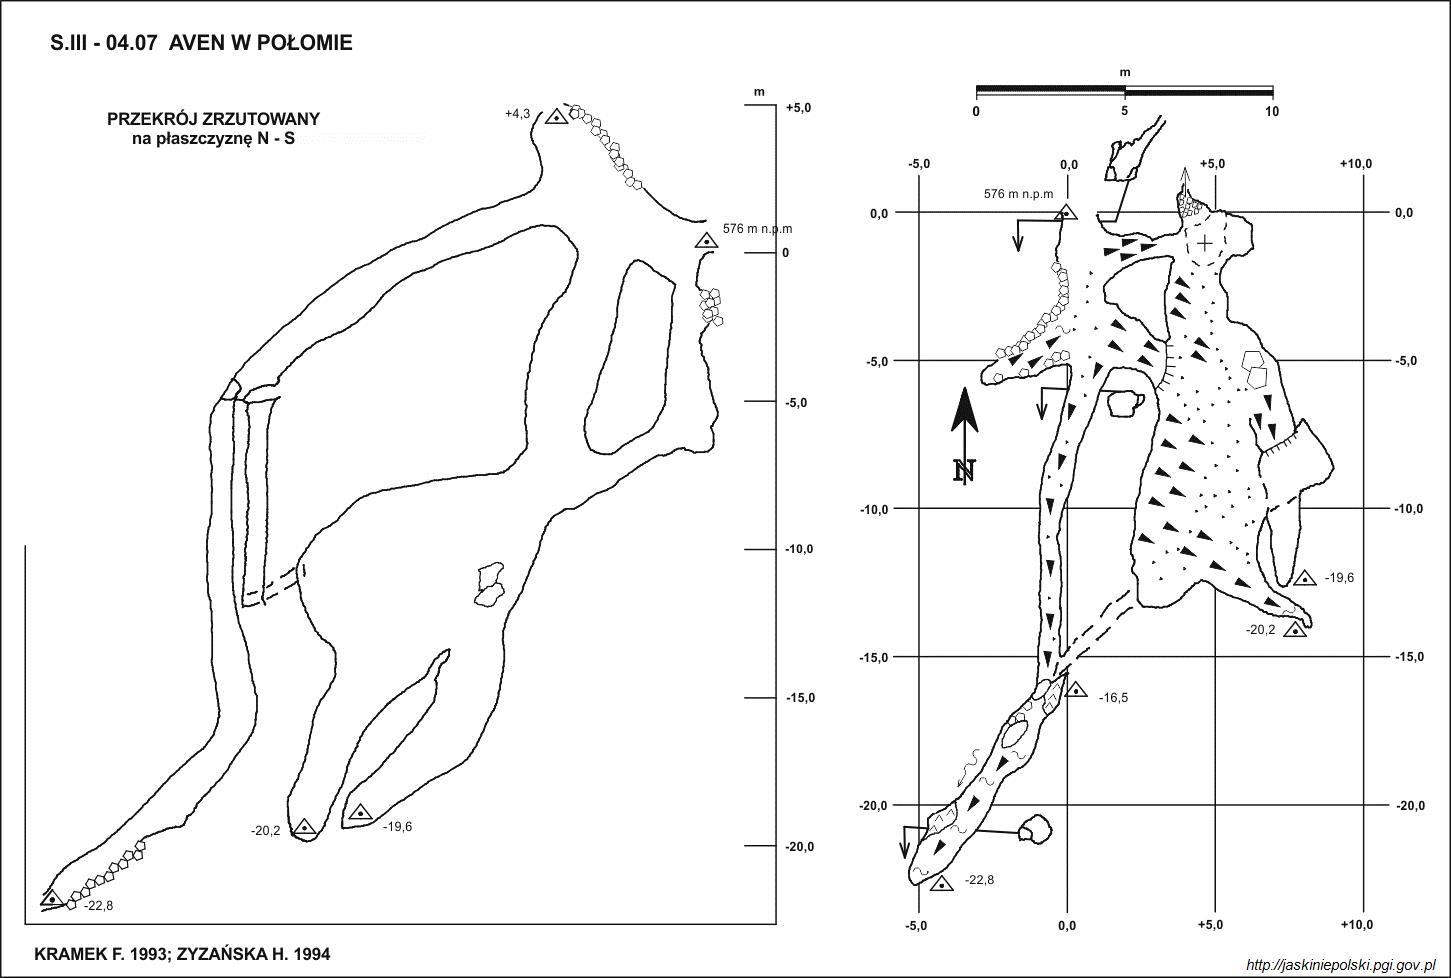 S.III - 04.07 AVEN W POŁOMIE
PRZEKRÓJ ZRZUTOWANY
na płaszczyznę N - S
+4,3
m
+5,0
576 m n.p.m
0
-5,0
-10,0
-15,0
-20,0
-20,2
-19,6
-22,8
m
0 5 10
-5,0 0,0 +5,0 +10,0
576 m n.p.m
0,0 0,0
-5,0 -5,0
N
-10,0 -10,0
-19,6
-20,2
-15,0 -15,0
-16,5
-20,0 -20,0
-22,8
-5,0 0,0 +5,0 +10,0
KRAMEK F. 1993; ZYZAŃSKA H. 1994
http://jaskiniepolski.pgi.gov.pl